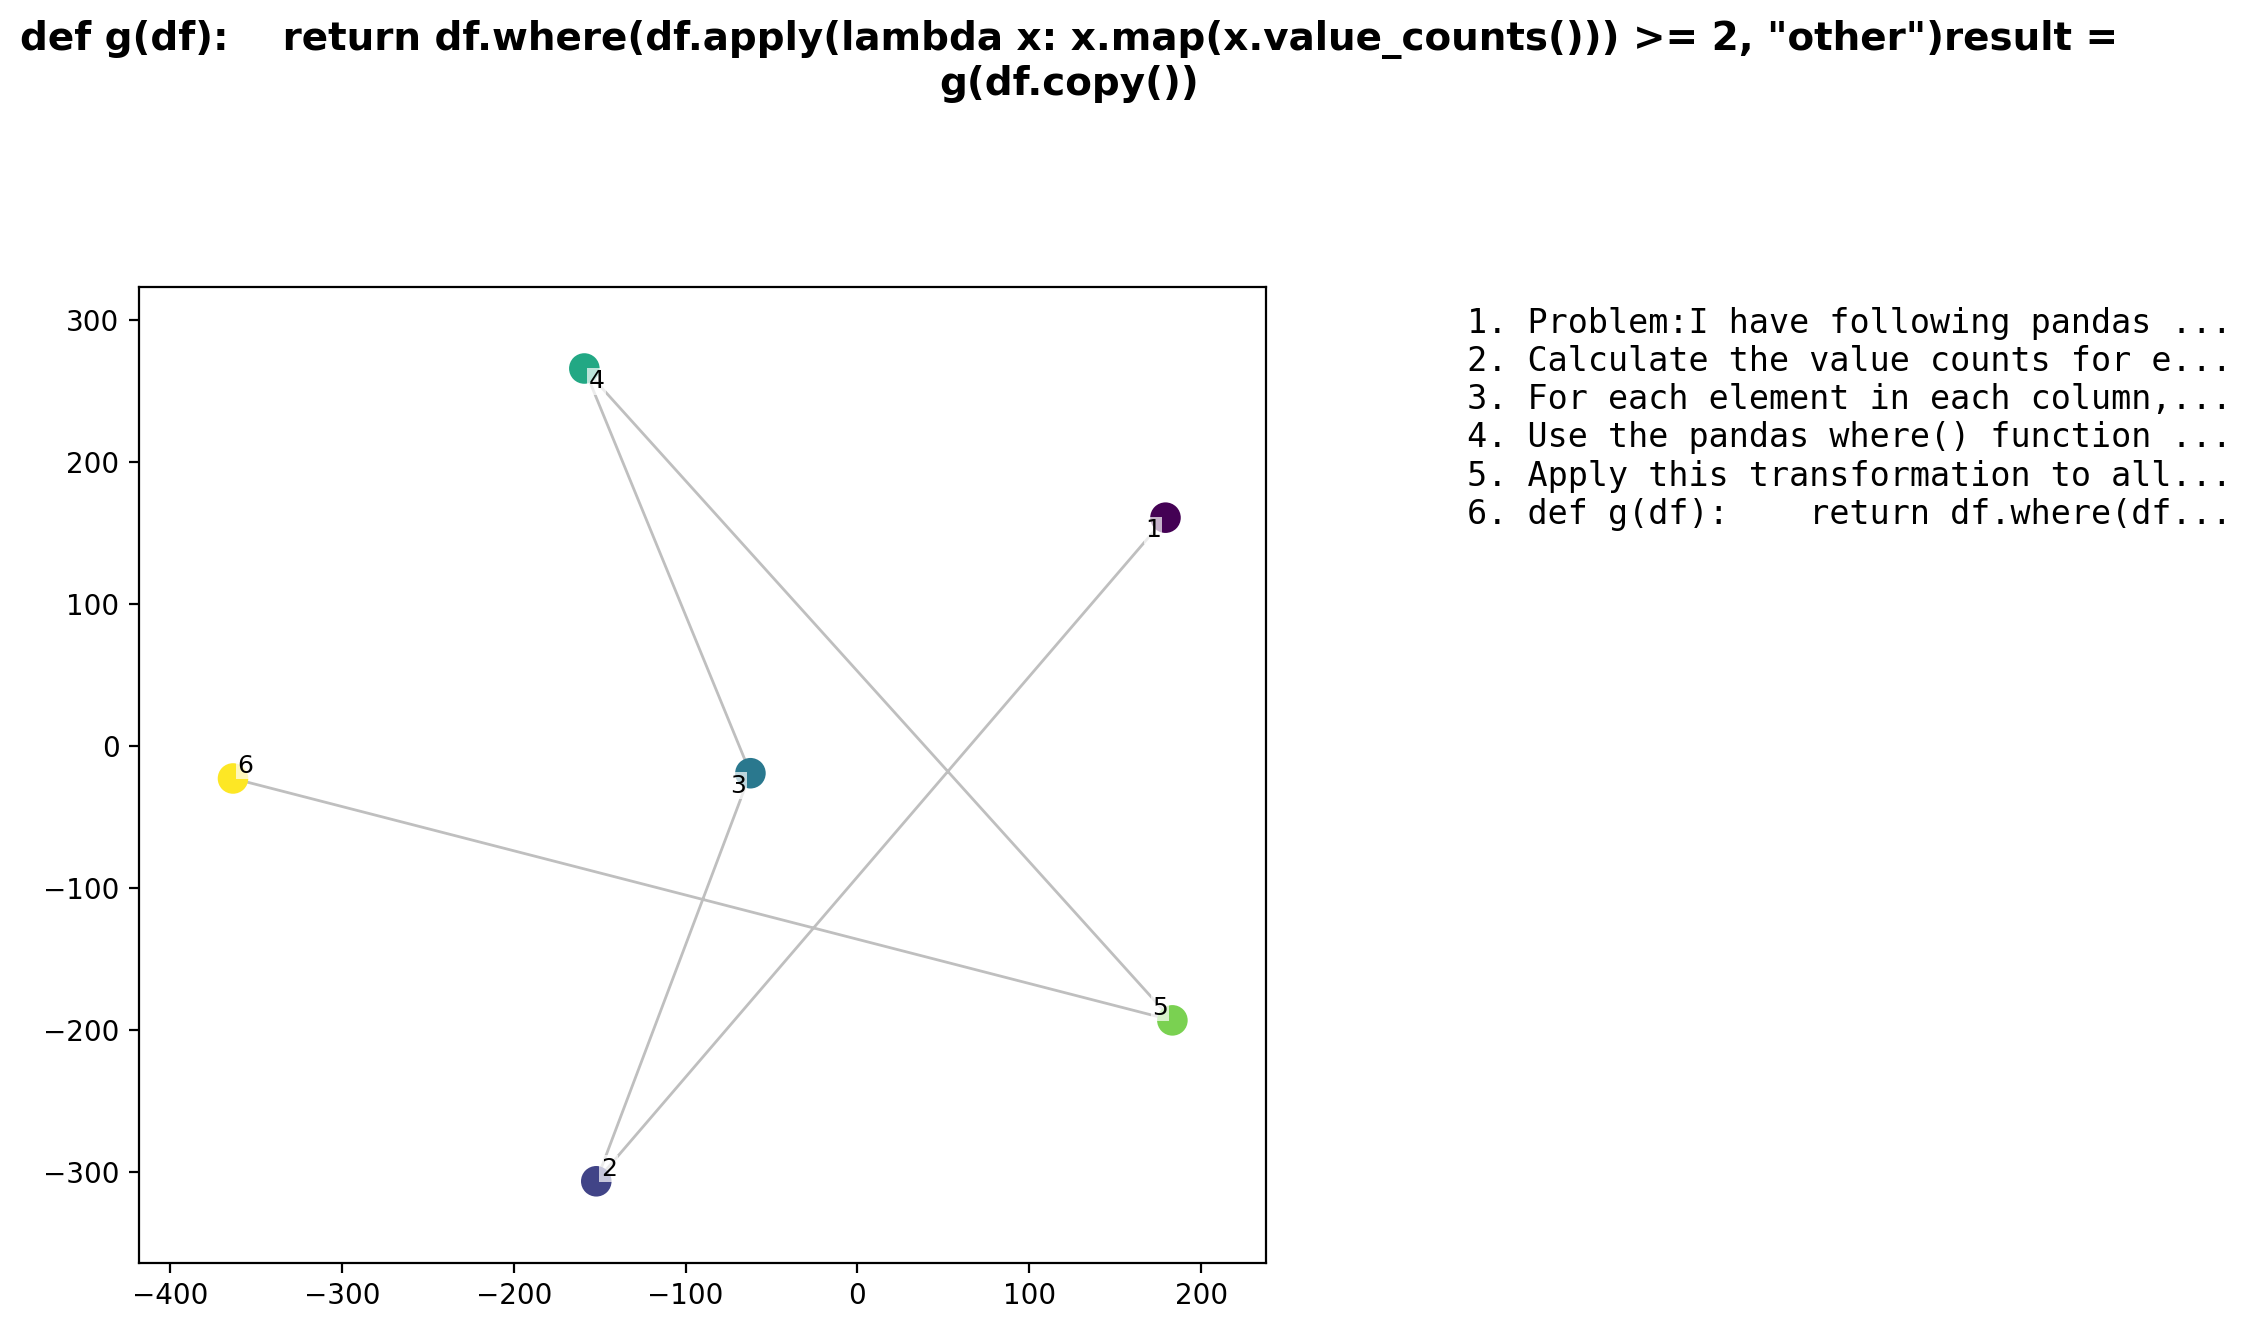 def g(df):    return df.where(df.apply(lambda x: x.map(x.value_counts())) >= 2, "other")result =
g(df.copy())
300
200
100
0
−100
−200
−300
−400
−300
−200
−100
0
100
200
4
1
6
3
5
2
1. Problem:I have following pandas ...
2. Calculate the value counts for e...
3. For each element in each column,...
4. Use the pandas where() function ...
5. Apply this transformation to all...
6. def g(df):    return df.where(df...